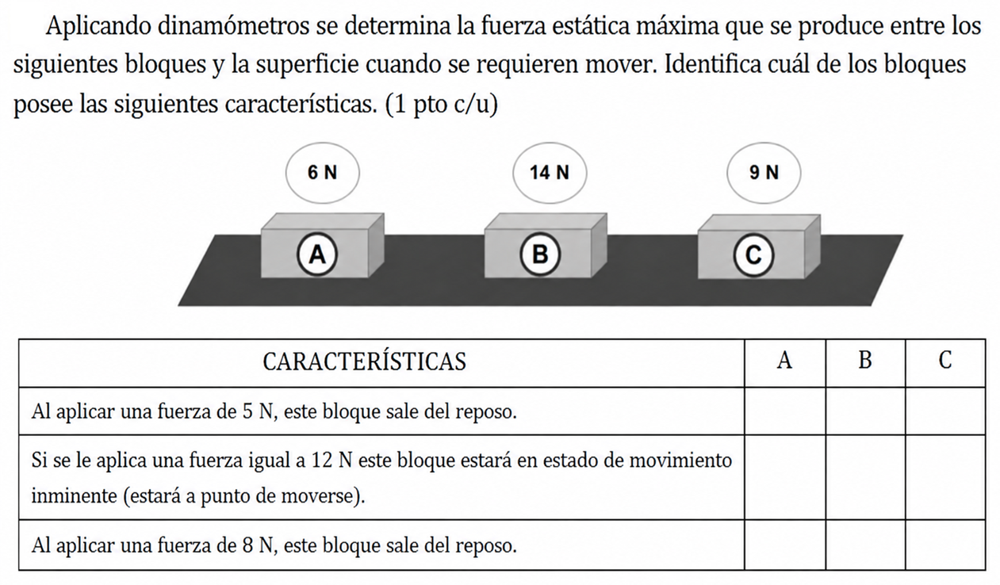 Aplicando dinamómetros se determina la fuerza estática máxima que se produce entre los
siguientes bloques y la superficie cuando se requieren mover. Identifica cuál de los bloques
posee las siguientes características. (1 pto c/u)
6 N 14 N 9 N
A B C
CARACTERÍSTICAS A B C
Al aplicar una fuerza de 5 N, este bloque sale del reposo.
Si se le aplica una fuerza igual a 12 N este bloque estará en estado de movimiento
inminente (estará a punto de moverse).
Al aplicar una fuerza de 8 N, este bloque sale del reposo.